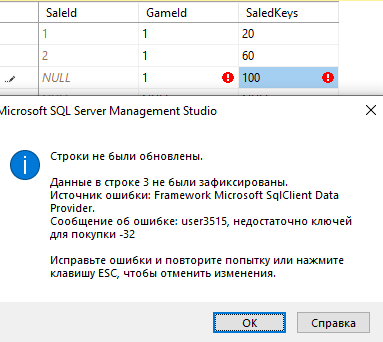 SaleId GameId SaledKeys
1 1 20
2 1 60
NULL 1 100
Microsoft SQL Server Management Studio
Строки не были обновлены.
Данные в строке 3 не были зафиксированы.
Источник ошибки: Framework Microsoft SqlClient Data
Provider.
Сообщение об ошибке: user3515, недостаточно ключей
для покупки -32
Исправьте ошибки и повторите попытку или нажмите
клавишу ESC, чтобы отменить изменения.
ОК Справка